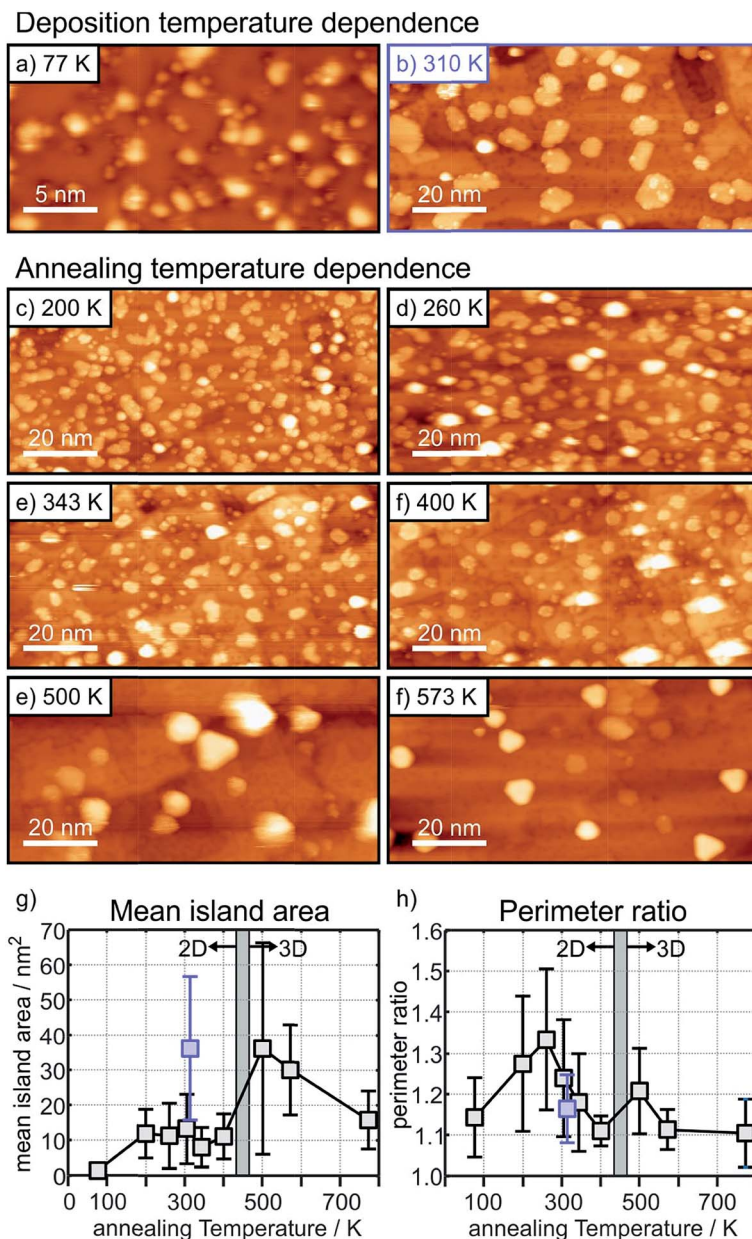 Deposition temperature dependence
a) 77 K
b) 310 K
5 nm
20 nm
Annealing temperature dependence
c) 200 K
d) 260 K
20 nm
20 nm
e) 343 K
f) 400 K
20 nm
20 nm
e) 500 K
f) 573 K
20 nm
20 nm
g) Mean island area
70
60
50
40
30
20
10
0
mean island area / nm²
2D
3D
0 100 300 500 700
annealing Temperature / K
h) Perimeter ratio
1.6
1.5
1.4
1.3
1.2
1.1
1.0
perimeter ratio
2D
3D
100 300 500 700
annealing Temperature / K